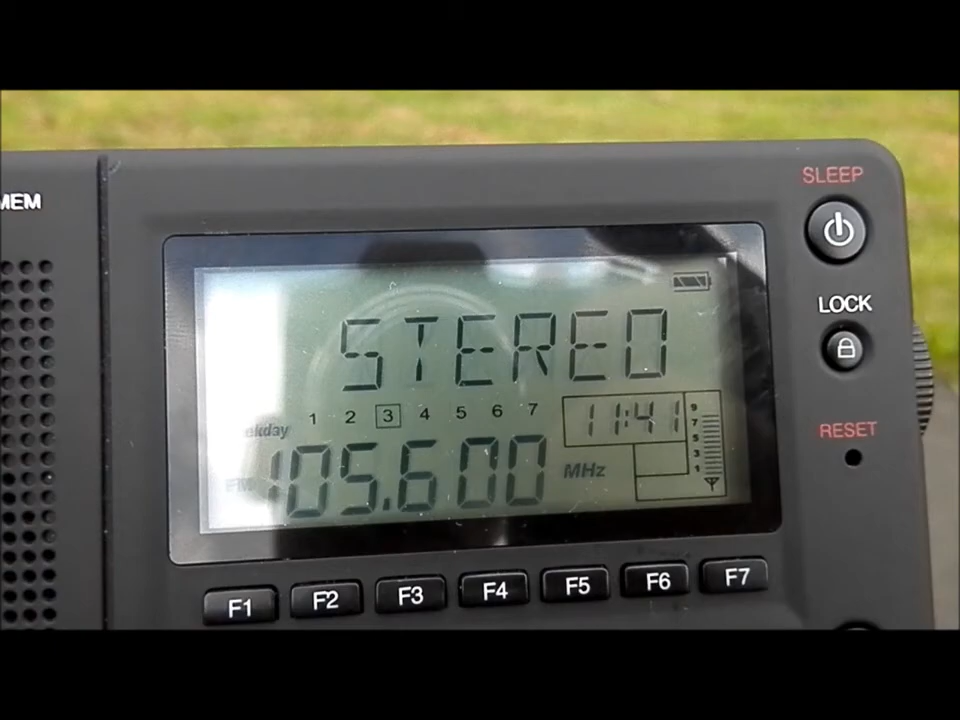 MEM
SLEEP
LOCK
STEREO
1 2 3 4 5 6 7
11:41
9
7
5
3
1
FM 105.600 MHz
RESET
F1 F2 F3 F4 F5 F6 F7